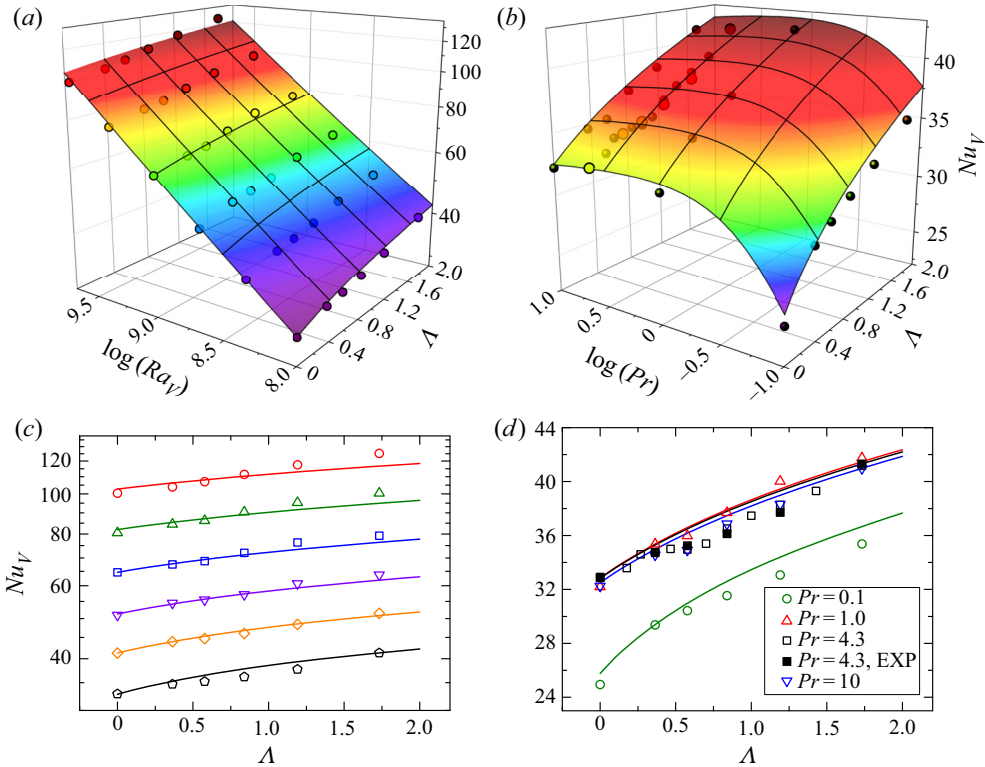 (a)
120
100
80
60
40
Nu_V
9.5
9.0
8.5
8.0
log (Ra_V)
0
0.4
0.8
1.2
1.6
2.0
Λ
(b)
40
35
30
25
Nu_V
1.0
0.5
0
−0.5
−1.0
log (Pr)
0
0.4
0.8
1.2
1.6
2.0
Λ
(c)
120
100
80
60
40
Nu_V
0 0.5 1.0 1.5 2.0
Λ
(d)
44
40
36
32
28
24
Pr = 0.1
Pr = 1.0
Pr = 4.3
Pr = 4.3, EXP
Pr = 10
0 0.5 1.0 1.5 2.0
Λ